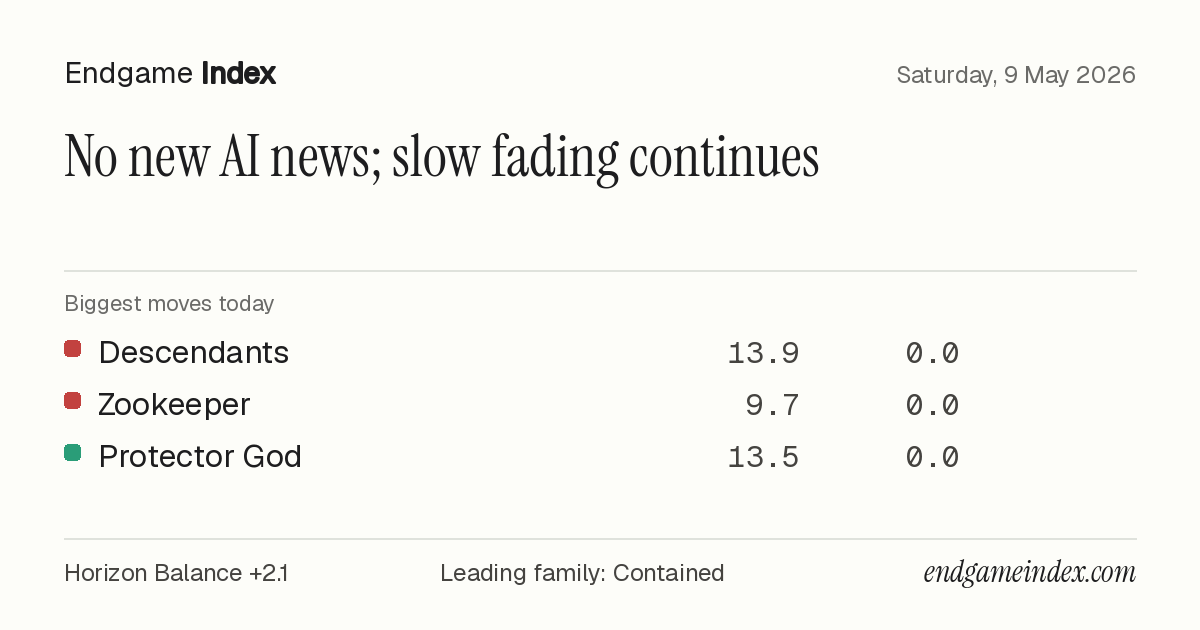 Endgame Index
Saturday, 9 May 2026
No new AI news; slow fading continues
Biggest moves today
Descendants 13.9 0.0
Zookeeper 9.7 0.0
Protector God 13.5 0.0
Horizon Balance +2.1 Leading family: Contained endgameindex.com